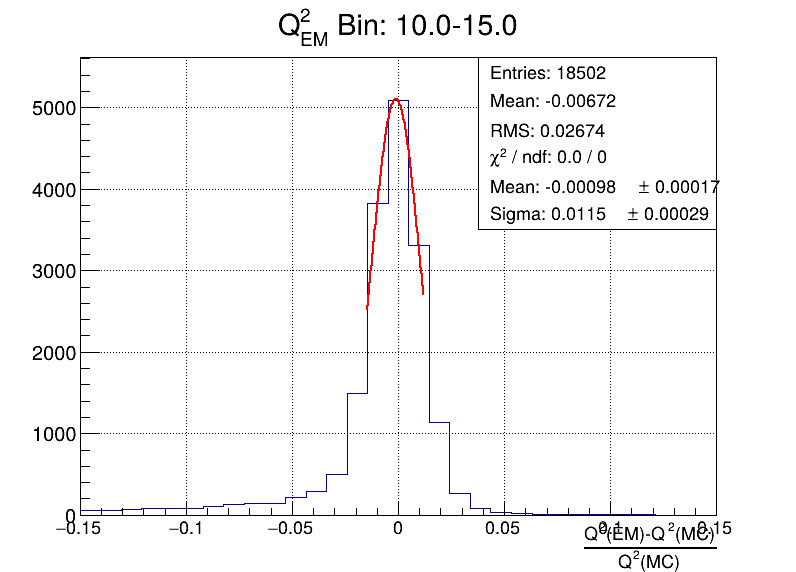 Q²EM Bin: 10.0-15.0
Entries: 18502
Mean: -0.00672
RMS: 0.02674
χ² / ndf: 0.0 / 0
Mean: -0.00098 ± 0.00017
Sigma: 0.0115 ± 0.00029
5000
4000
3000
2000
1000
0
−0.15 −0.1 −0.05 0 0.05 0.1 0.15
Q²(EM)-Q²(MC)
Q²(MC)